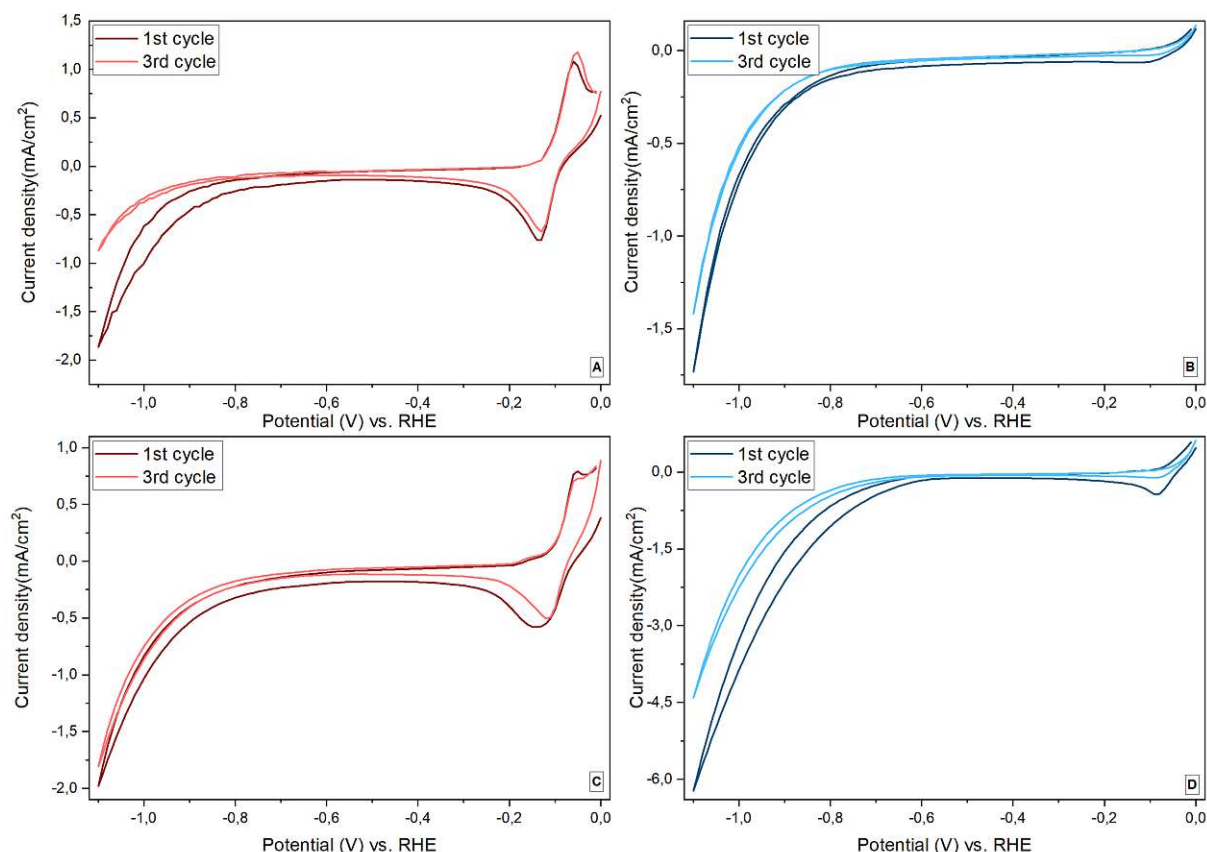 1st cycle
3rd cycle
Current density(mA/cm²)
1,5
1,0
0,5
0,0
-0,5
-1,0
-1,5
-2,0
A
-1,0 -0,8 -0,6 -0,4 -0,2 0,0
Potential (V) vs. RHE
1st cycle
3rd cycle
Current density(mA/cm²)
0,0
-0,5
-1,0
-1,5
B
-1,0 -0,8 -0,6 -0,4 -0,2 0,0
Potential (V) vs. RHE
1st cycle
3rd cycle
Current density(mA/cm²)
1,0
0,5
0,0
-0,5
-1,0
-1,5
-2,0
C
-1,0 -0,8 -0,6 -0,4 -0,2 0,0
Potential (V) vs. RHE
1st cycle
3rd cycle
Current density(mA/cm²)
0,0
-1,5
-3,0
-4,5
-6,0
D
-1,0 -0,8 -0,6 -0,4 -0,2 0,0
Potential (V) vs. RHE